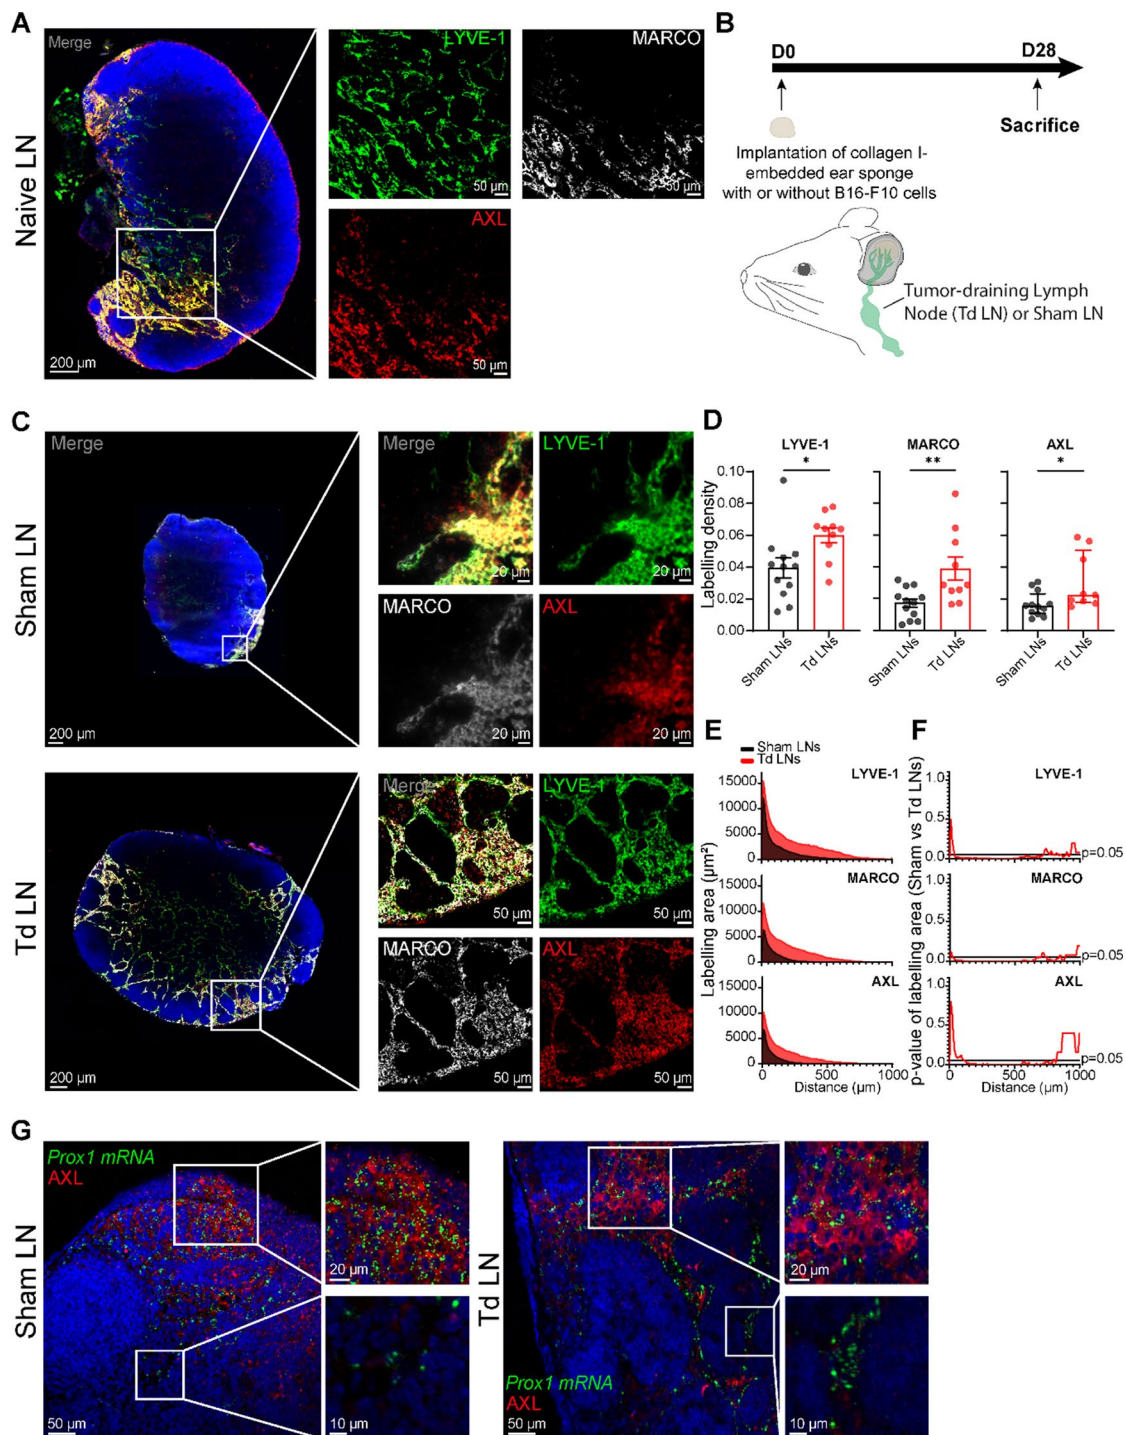 A
Naive LN
Merge
200 µm
LYVE-1
50 µm
MARCO
50 µm
AXL
50 µm
B
D0
D28
Sacrifice
Implantation of collagen I-
embedded ear sponge
with or without B16-F10 cells
Tumor-draining Lymph
Node (Td LN) or Sham LN
C
Sham LN
Merge
200 µm
Merge
20 µm
LYVE-1
20 µm
MARCO
20 µm
AXL
20 µm
Td LN
200 µm
Merge
50 µm
LYVE-1
50 µm
MARCO
50 µm
AXL
50 µm
D
LYVE-1
MARCO
AXL
*
**
*
Labelling density
0.10
0.08
0.06
0.04
0.02
0.00
Sham LNs
Td LNs
Sham LNs
Td LNs
Sham LNs
Td LNs
E
Sham LNs
Td LNs
Labelling area (µm²)
LYVE-1
15000
10000
5000
0
MARCO
15000
10000
5000
0
AXL
15000
10000
5000
0
0 500 1000
Distance (µm)
F
p-value of labelling area (Sham vs Td LNs)
LYVE-1
1.0
0.5
0.0
p=0.05
MARCO
1.0
0.5
0.0
p=0.05
AXL
1.0
0.5
0.0
p=0.05
0 500 1000
Distance (µm)
G
Sham LN
Prox1 mRNA
AXL
50 µm
20 µm
10 µm
Td LN
Prox1 mRNA
AXL
50 µm
20 µm
10 µm